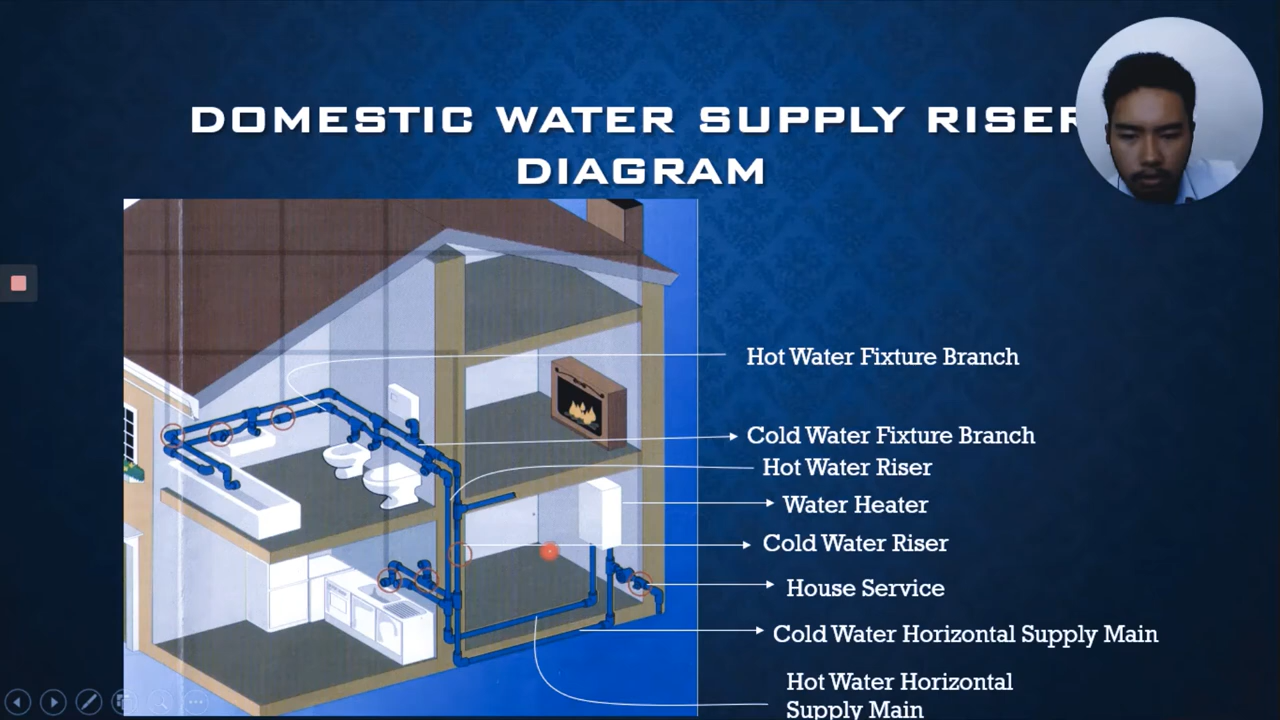 DOMESTIC WATER SUPPLY RISER
DIAGRAM
Hot Water Fixture Branch
Cold Water Fixture Branch
Hot Water Riser
Water Heater
Cold Water Riser
House Service
Cold Water Horizontal Supply Main
Hot Water Horizontal
Supply Main